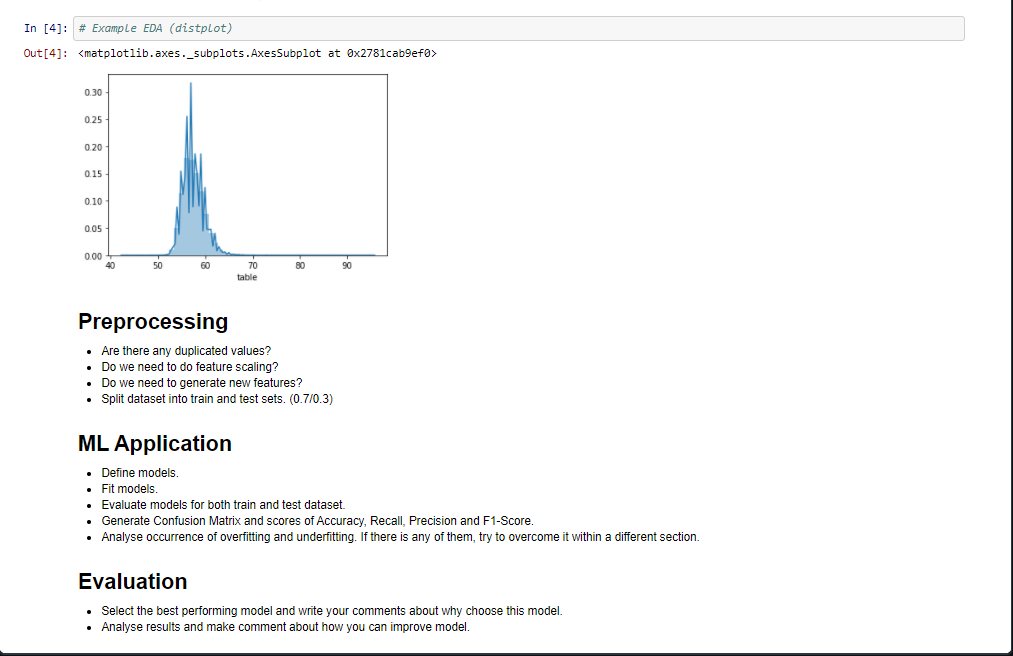 In [4]: # Example EDA (distplot)
Out[4]: <matplotlib.axes._subplots.AxesSubplot at 0x2781cab9ef0>
0.30
0.25
0.20
0.15
0.10
0.05
0.00
40 50 60 70 80 90
table
Preprocessing
• Are there any duplicated values?
• Do we need to do feature scaling?
• Do we need to generate new features?
• Split dataset into train and test sets. (0.7/0.3)
ML Application
• Define models.
• Fit models.
• Evaluate models for both train and test dataset.
• Generate Confusion Matrix and scores of Accuracy, Recall, Precision and F1-Score.
• Analyse occurrence of overfitting and underfitting. If there is any of them, try to overcome it within a different section.
Evaluation
• Select the best performing model and write your comments about why choose this model.
• Analyse results and make comment about how you can improve model.